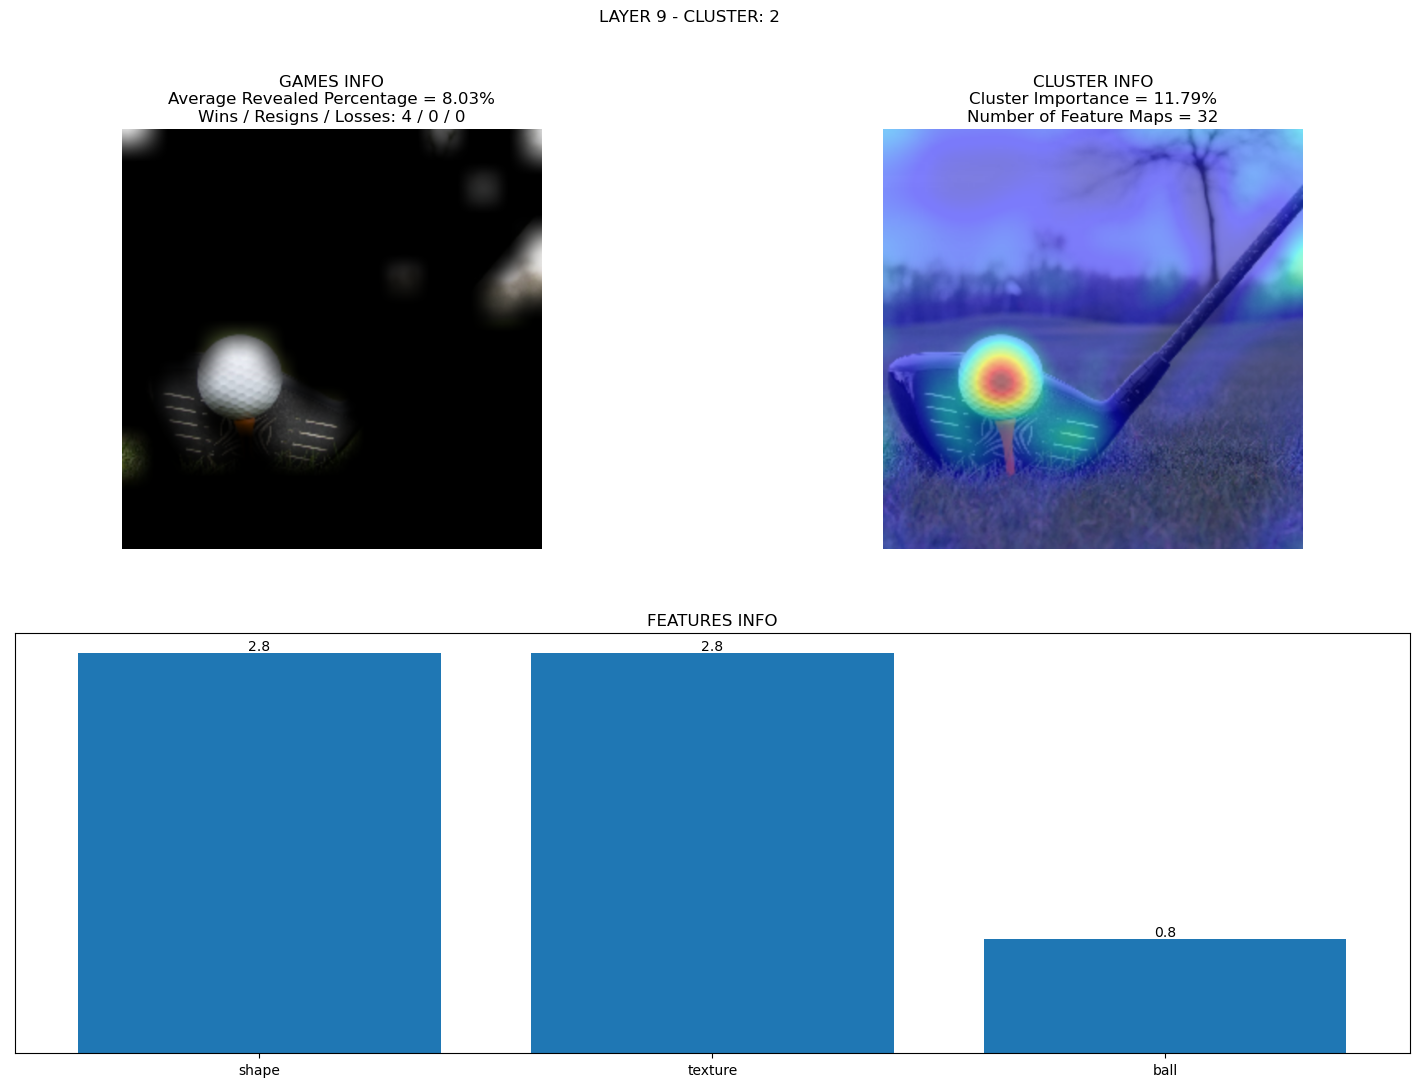 LAYER 9 - CLUSTER: 2
GAMES INFO
Average Revealed Percentage = 8.03%
Wins / Resigns / Losses: 4 / 0 / 0
CLUSTER INFO
Cluster Importance = 11.79%
Number of Feature Maps = 32
FEATURES INFO
2.8
2.8
0.8
shape
texture
ball